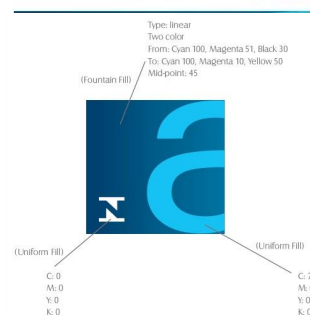 Type: linear
Two color
From: Cyan 100, Magenta 51, Black 30
To: Cyan 100, Magenta 10, Yellow 50
Mid-point: 45
(Fountain Fill)
a
(Uniform Fill)
C: 0
M: 0
Y: 0
K: 0
(Uniform Fill)
C:
M:
Y: 0
K: 0